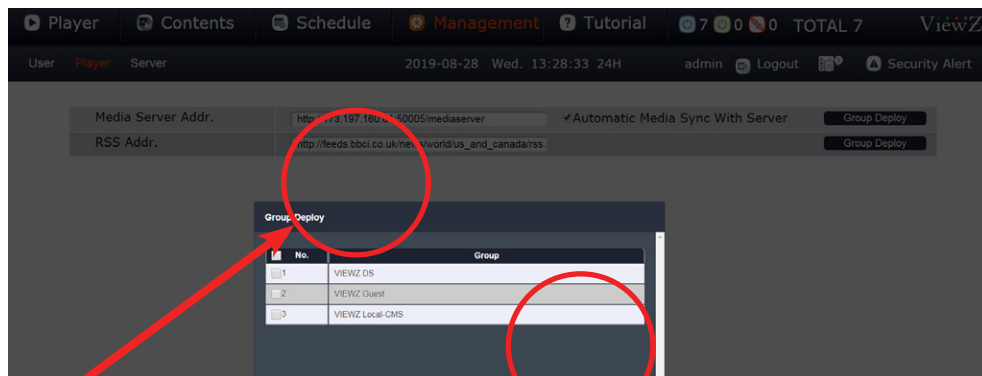 Player Contents Schedule Management Tutorial 7 0 0 TOTAL 7 ViewZ
User Player Server 2019-08-28 Wed. 13:28:33 24H admin Logout 0 Security Alert
Media Server Addr. Automatic Media Sync With Server Group Deploy
RSS Addr. http://feeds.bbci.co.uk/news/world/us_and_canada/rss. Group Deploy
Group Deploy
No. Group
1 VIEWZ DS
2 VIEWZ Guest
3 VIEWZ Local-CMS